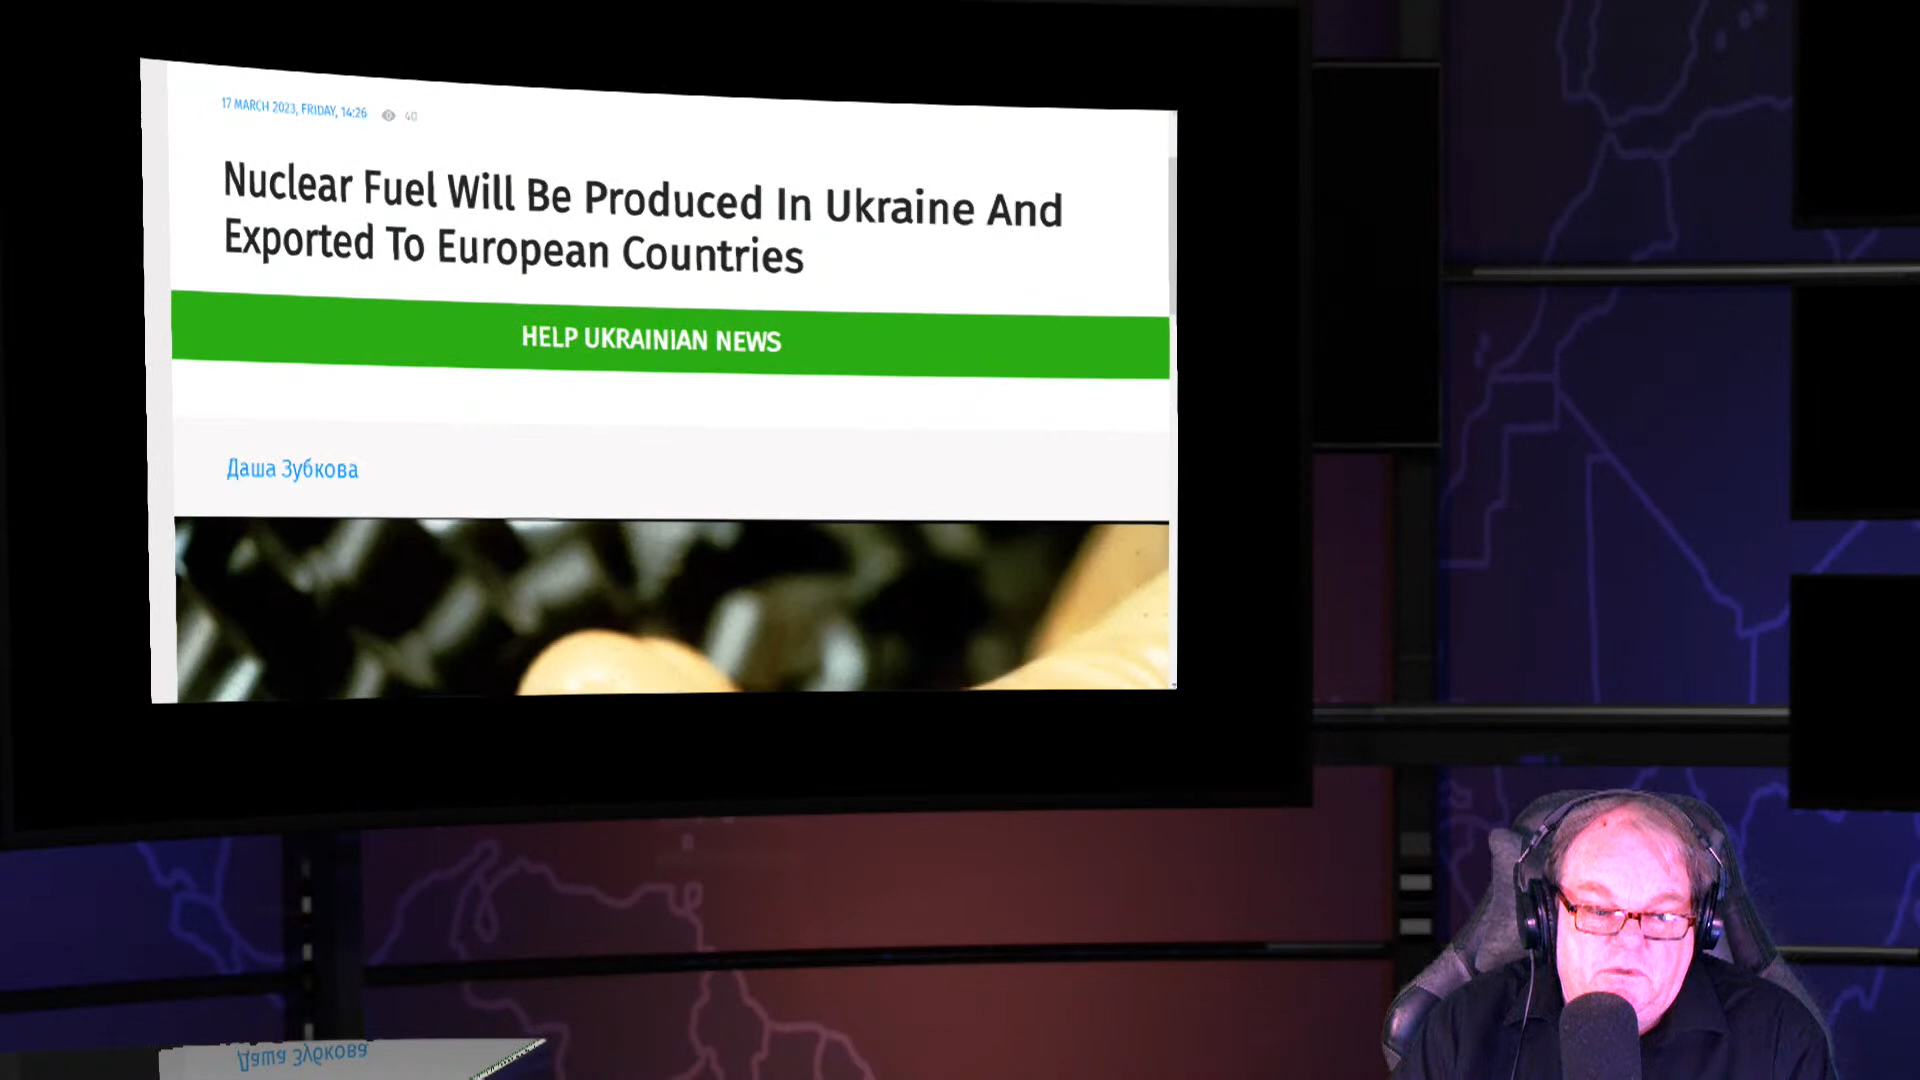 17 MARCH 2023, FRIDAY, 14:26 40
Nuclear Fuel Will Be Produced In Ukraine And
Exported To European Countries
HELP UKRAINIAN NEWS
Даша Зубкова
Даша Зубкова